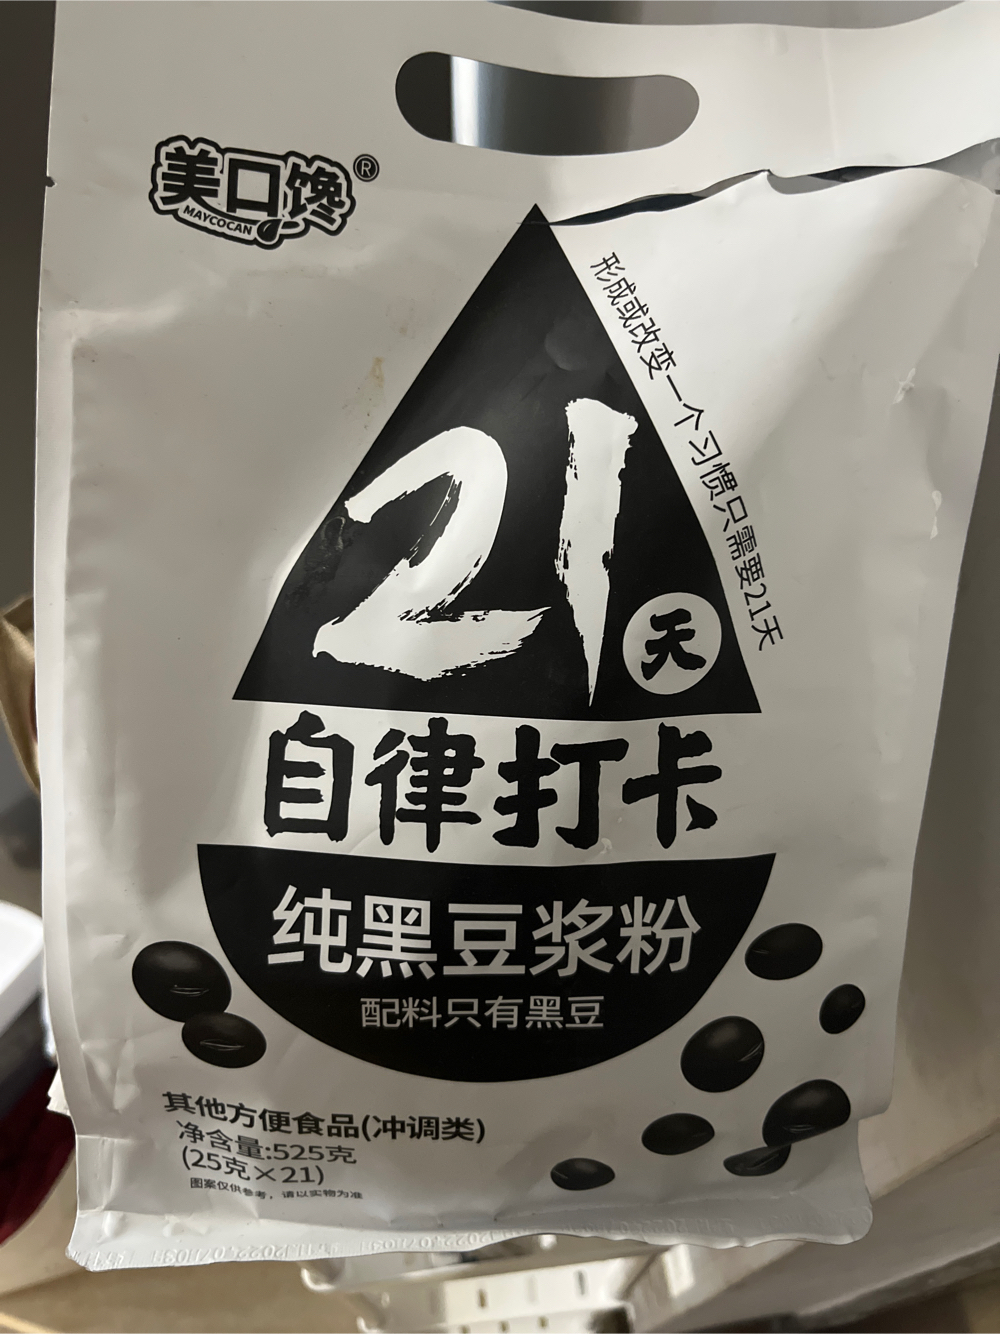 美口馋®
MAYCOCAN
形成或改变一个习惯只需要21天
21天
自律打卡
纯黑豆浆粉
配料只有黑豆
其他方便食品(冲调类)
净含量:525克
(25克×21)
图案仅供参考，请以实物为准